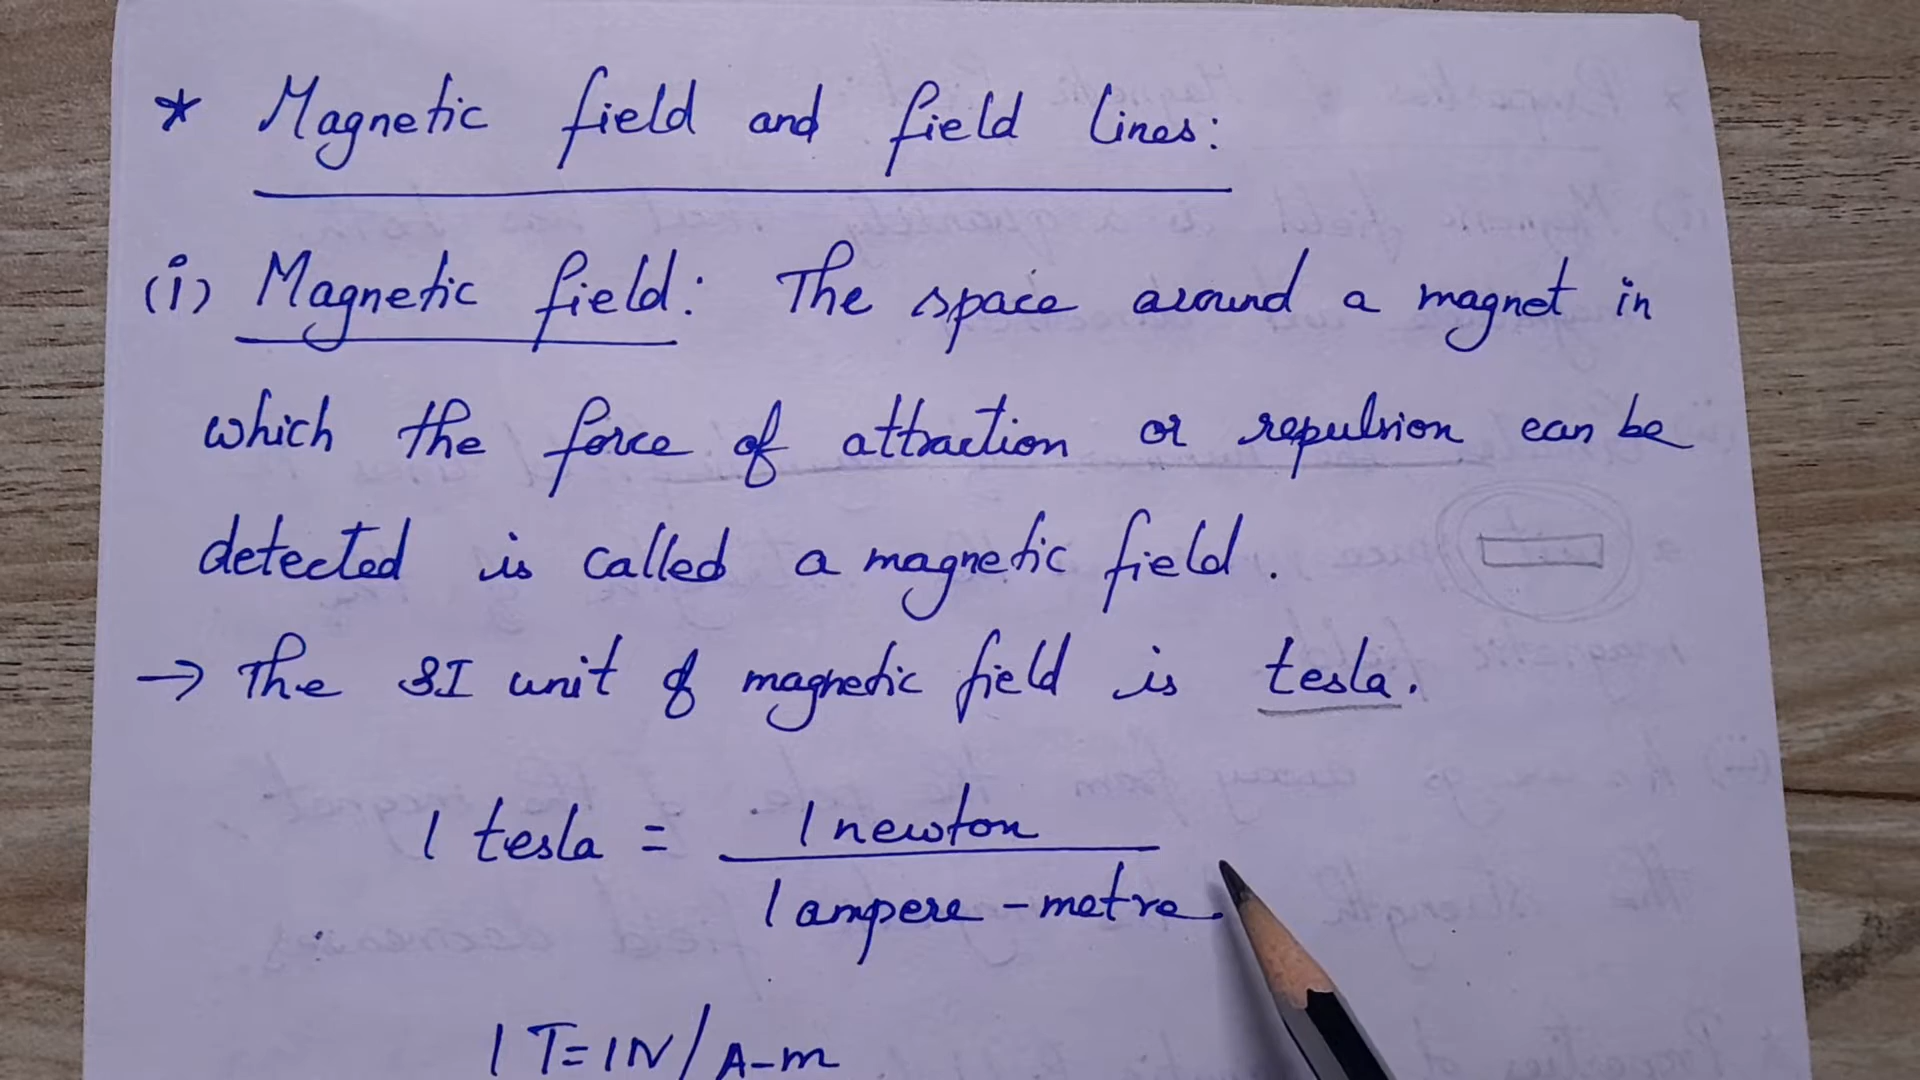 * Magnetic field and field lines:
(i) Magnetic field: The space around a magnet in
which the force of attraction or repulsion can be
detected is called a magnetic field.
→ The SI unit of magnetic field is tesla.
1 tesla = 1 newton
1 ampere - metre.
1 T = 1N/A-m